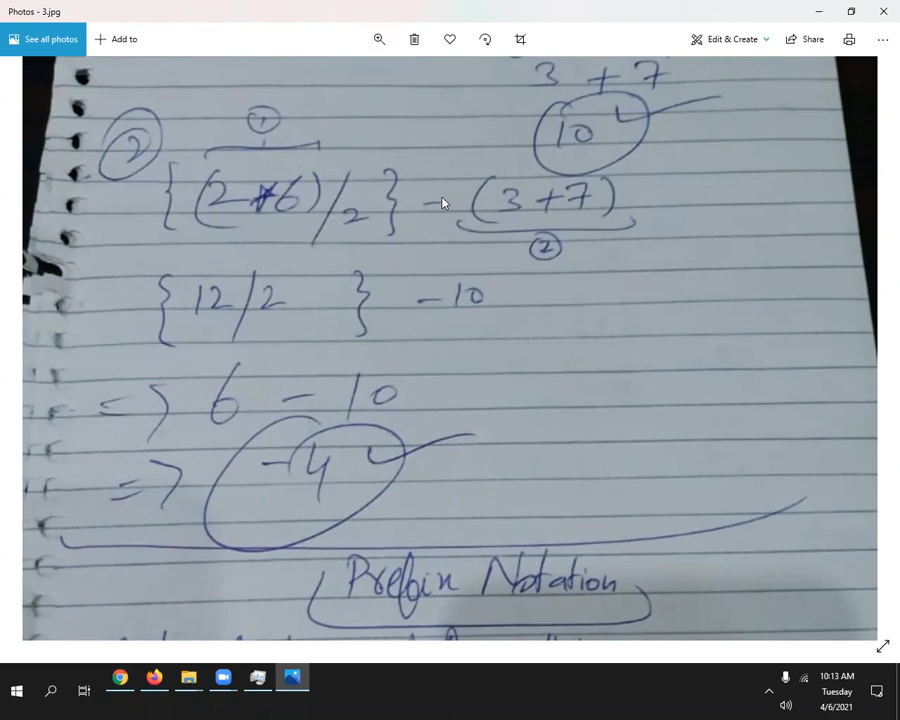 Photos - 3.jpg
See all photos
Add to
Edit & Create
Share
3 + 7
10
2
1
{(2*6)/2} - (3+7)
2
{12/2} -10
=> 6 - 10
=> -4
Prefix Notation
10:13 AM
Tuesday
4/6/2021